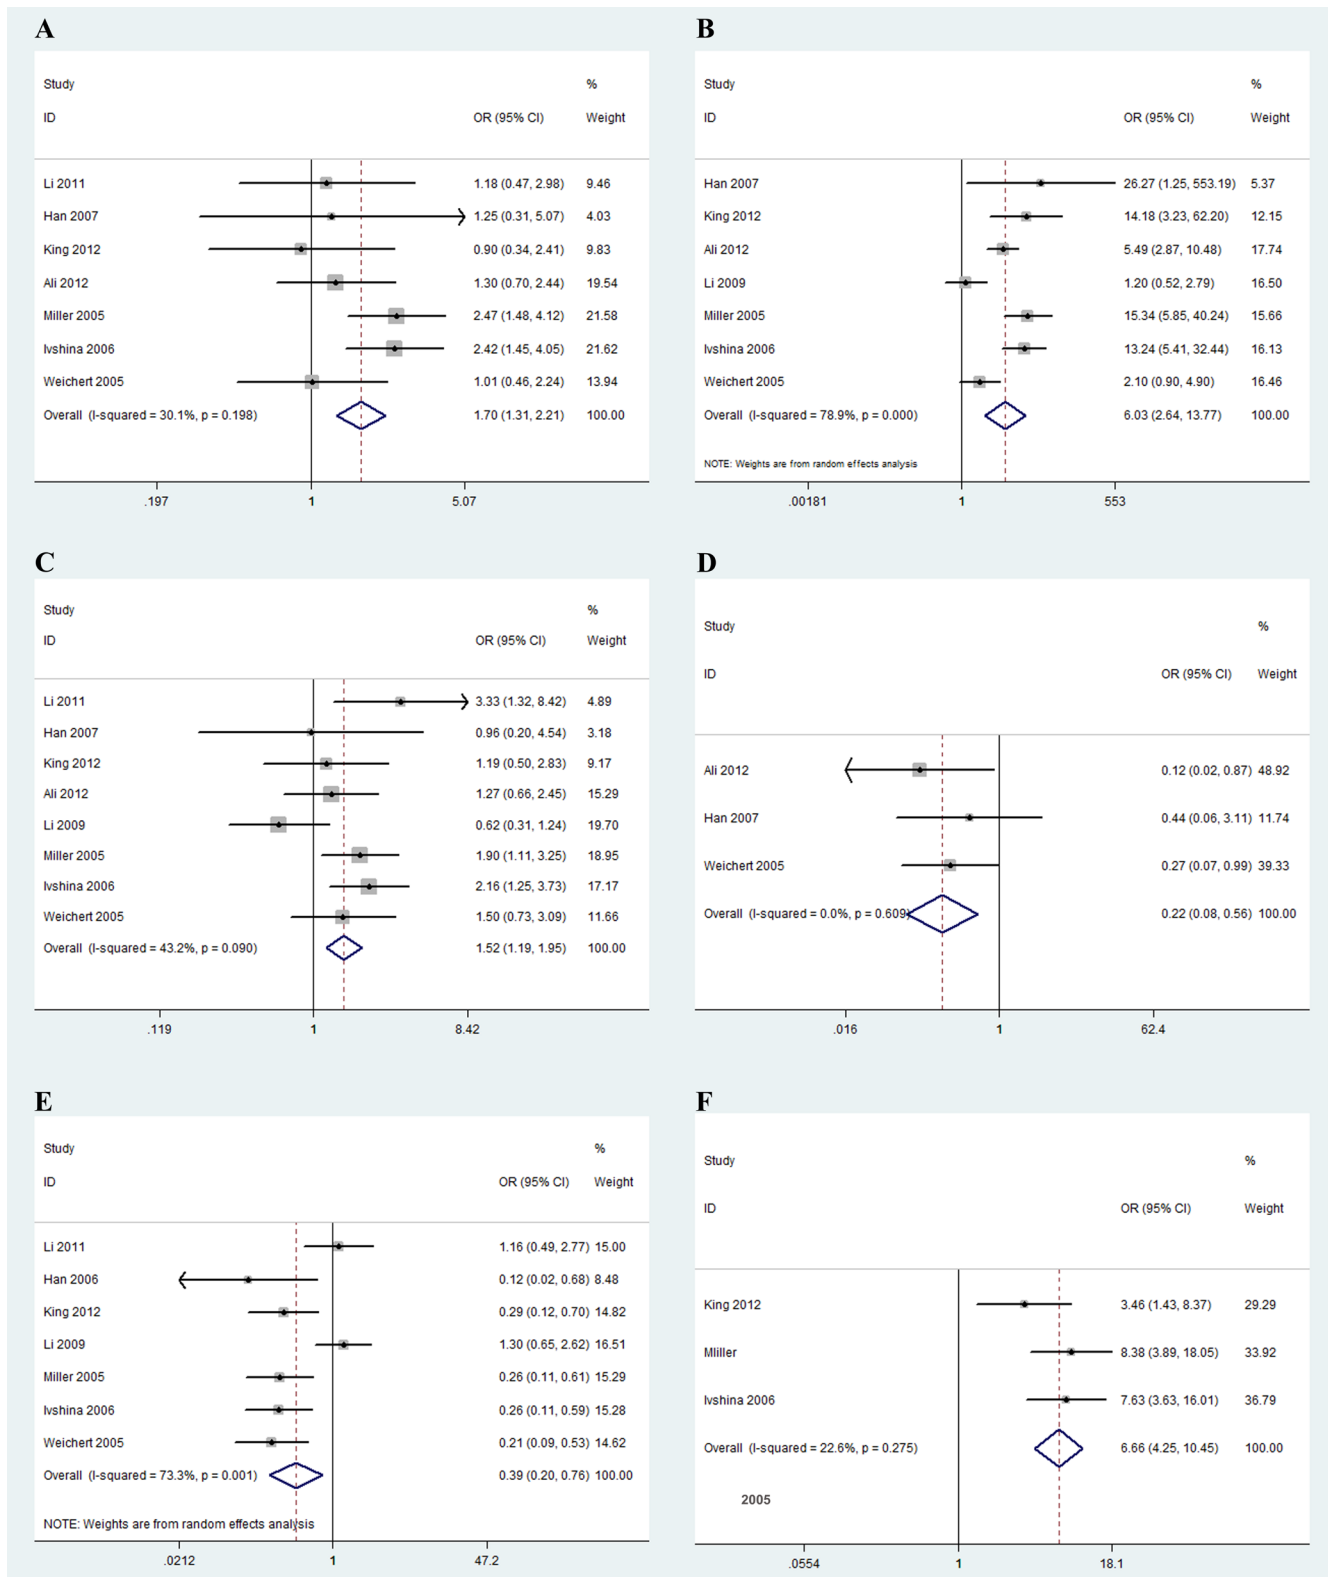 A
Study %
ID OR (95% CI) Weight
Li 2011 1.18 (0.47, 2.98) 9.46
Han 2007 1.25 (0.31, 5.07) 4.03
King 2012 0.90 (0.34, 2.41) 9.83
Ali 2012 1.30 (0.70, 2.44) 19.54
Miller 2005 2.47 (1.48, 4.12) 21.58
Ivshina 2006 2.42 (1.45, 4.05) 21.62
Weichert 2005 1.01 (0.46, 2.24) 13.94
Overall (I-squared = 30.1%, p = 0.198) 1.70 (1.31, 2.21) 100.00
.197 1 5.07
B
Study %
ID OR (95% CI) Weight
Han 2007 26.27 (1.25, 553.19) 5.37
King 2012 14.18 (3.23, 62.20) 12.15
Ali 2012 5.49 (2.87, 10.48) 17.74
Li 2009 1.20 (0.52, 2.79) 16.50
Miller 2005 15.34 (5.85, 40.24) 15.66
Ivshina 2006 13.24 (5.41, 32.44) 16.13
Weichert 2005 2.10 (0.90, 4.90) 16.46
Overall (I-squared = 78.9%, p = 0.000) 6.03 (2.64, 13.77) 100.00
NOTE: Weights are from random effects analysis
.00181 1 553
C
Study %
ID OR (95% CI) Weight
Li 2011 3.33 (1.32, 8.42) 4.89
Han 2007 0.96 (0.20, 4.54) 3.18
King 2012 1.19 (0.50, 2.83) 9.17
Ali 2012 1.27 (0.66, 2.45) 15.29
Li 2009 0.62 (0.31, 1.24) 19.70
Miller 2005 1.90 (1.11, 3.25) 18.95
Ivshina 2006 2.16 (1.25, 3.73) 17.17
Weichert 2005 1.50 (0.73, 3.09) 11.66
Overall (I-squared = 43.2%, p = 0.090) 1.52 (1.19, 1.95) 100.00
.119 1 8.42
D
Study %
ID OR (95% CI) Weight
Ali 2012 0.12 (0.02, 0.87) 48.92
Han 2007 0.44 (0.06, 3.11) 11.74
Weichert 2005 0.27 (0.07, 0.99) 39.33
Overall (I-squared = 0.0%, p = 0.609) 0.22 (0.08, 0.56) 100.00
.016 1 62.4
E
Study %
ID OR (95% CI) Weight
Li 2011 1.16 (0.49, 2.77) 15.00
Han 2006 0.12 (0.02, 0.68) 8.48
King 2012 0.29 (0.12, 0.70) 14.82
Li 2009 1.30 (0.65, 2.62) 16.51
Miller 2005 0.26 (0.11, 0.61) 15.29
Ivshina 2006 0.26 (0.11, 0.59) 15.28
Weichert 2005 0.21 (0.09, 0.53) 14.62
Overall (I-squared = 73.3%, p = 0.001) 0.39 (0.20, 0.76) 100.00
NOTE: Weights are from random effects analysis
.0212 1 47.2
F
Study %
ID OR (95% CI) Weight
King 2012 3.46 (1.43, 8.37) 29.29
Mliller 8.38 (3.89, 18.05) 33.92
Ivshina 2006 7.63 (3.63, 16.01) 36.79
Overall (I-squared = 22.6%, p = 0.275) 6.66 (4.25, 10.45) 100.00
2005
.0554 1 18.1